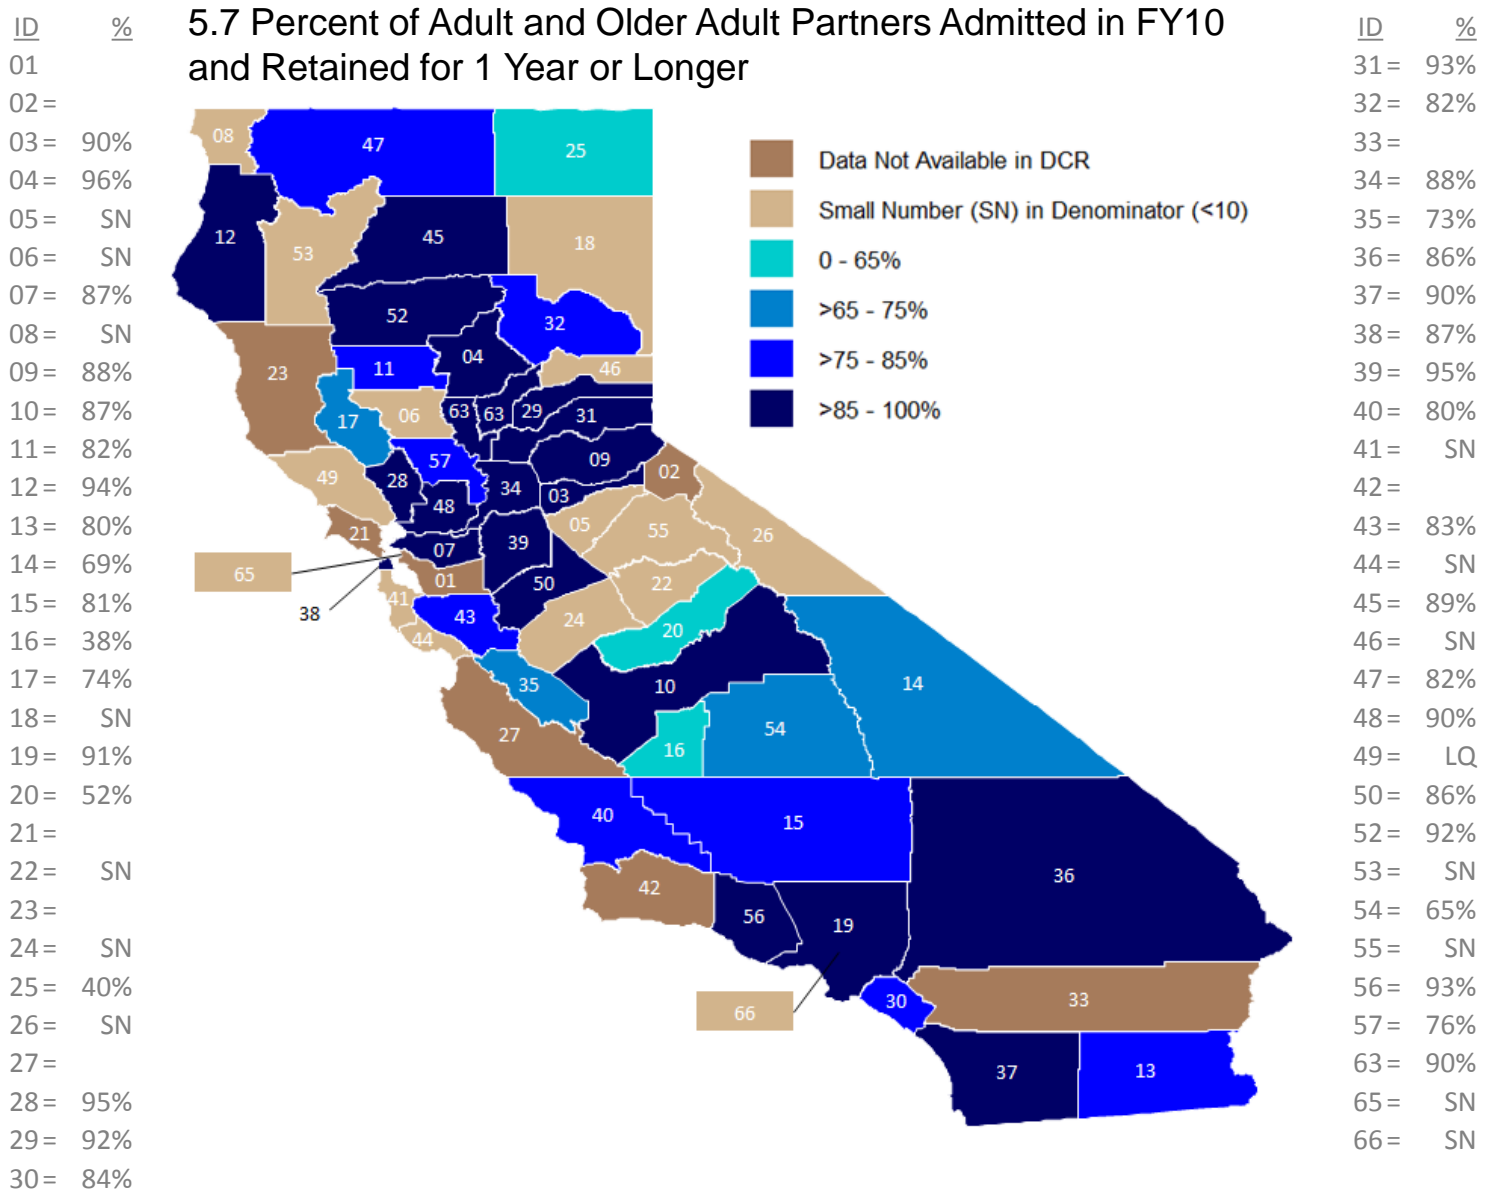 5.7 Percent of Adult and Older Adult Partners Admitted in FY10
and Retained for 1 Year or Longer
ID %
01
02 =
03 = 90%
04 = 96%
05 = SN
06 = SN
07 = 87%
08 = SN
09 = 88%
10 = 87%
11 = 82%
12 = 94%
13 = 80%
14 = 69%
15 = 81%
16 = 38%
17 = 74%
18 = SN
19 = 91%
20 = 52%
21 =
22 = SN
23 =
24 = SN
25 = 40%
26 = SN
27 =
28 = 95%
29 = 92%
30 = 84%
08
47
25
12
53
45
18
52
32
04
23
11
46
17
06
63
63
29
31
49
57
09
02
28
48
34
03
21
07
39
05
55
26
65
01
50
22
38
41
43
24
20
44
35
10
14
27
16
54
40
15
42
56
19
36
66
30
33
37
13
Data Not Available in DCR
Small Number (SN) in Denominator (<10)
0 - 65%
>65 - 75%
>75 - 85%
>85 - 100%
ID %
31 = 93%
32 = 82%
33 =
34 = 88%
35 = 73%
36 = 86%
37 = 90%
38 = 87%
39 = 95%
40 = 80%
41 = SN
42 =
43 = 83%
44 = SN
45 = 89%
46 = SN
47 = 82%
48 = 90%
49 = LQ
50 = 86%
52 = 92%
53 = SN
54 = 65%
55 = SN
56 = 93%
57 = 76%
63 = 90%
65 = SN
66 = SN